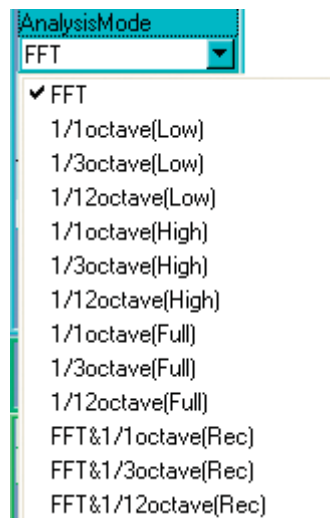 AnalysisMode
FFT
FFT
1/1octave(Low)
1/3octave(Low)
1/12octave(Low)
1/1octave(High)
1/3octave(High)
1/12octave(High)
1/1octave(Full)
1/3octave(Full)
1/12octave(Full)
FFT&1/1octave(Rec)
FFT&1/3octave(Rec)
FFT&1/12octave(Rec)